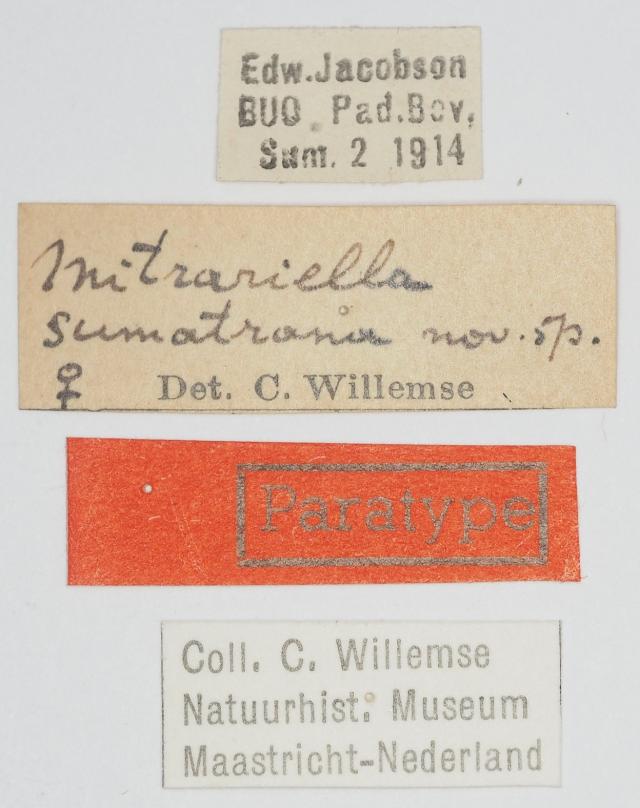 Edw.Jacobson
BUO Pad.Bov,
Sum. 2 1914
Mitrariella
sumatrana nov. sp.
♀ Det. C. Willemse
Paratype
Coll. C. Willemse
Natuurhist. Museum
Maastricht-Nederland